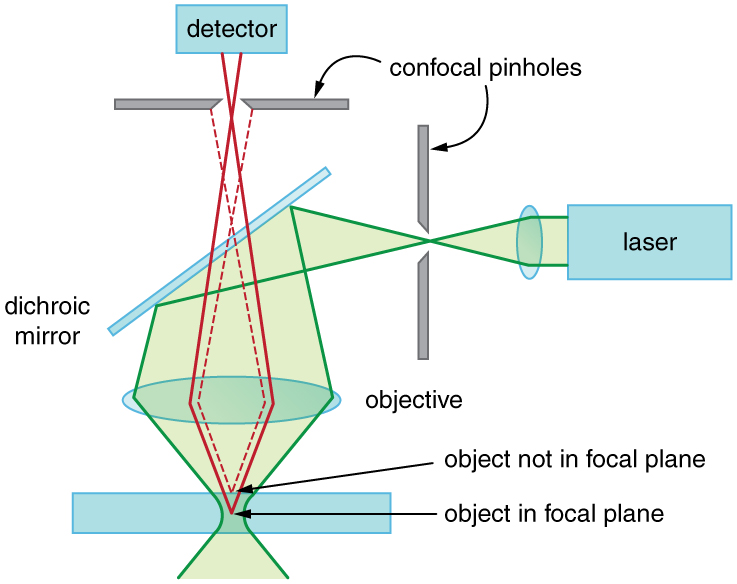 detector
confocal pinholes
laser
dichroic
mirror
objective
object not in focal plane
object in focal plane